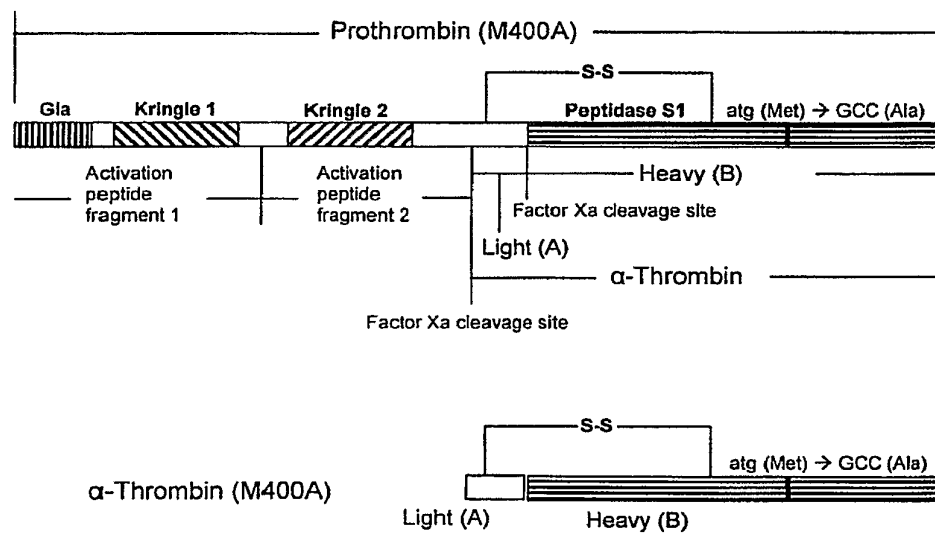 Prothrombin (M400A)
S-S
Gla Kringle 1 Kringle 2 Peptidase S1 atg (Met) → GCC (Ala)
Activation
peptide
fragment 1
Activation
peptide
fragment 2
Heavy (B)
Factor Xa cleavage site
Light (A)
α-Thrombin
Factor Xa cleavage site
S-S
atg (Met) → GCC (Ala)
α-Thrombin (M400A)
Light (A) Heavy (B)